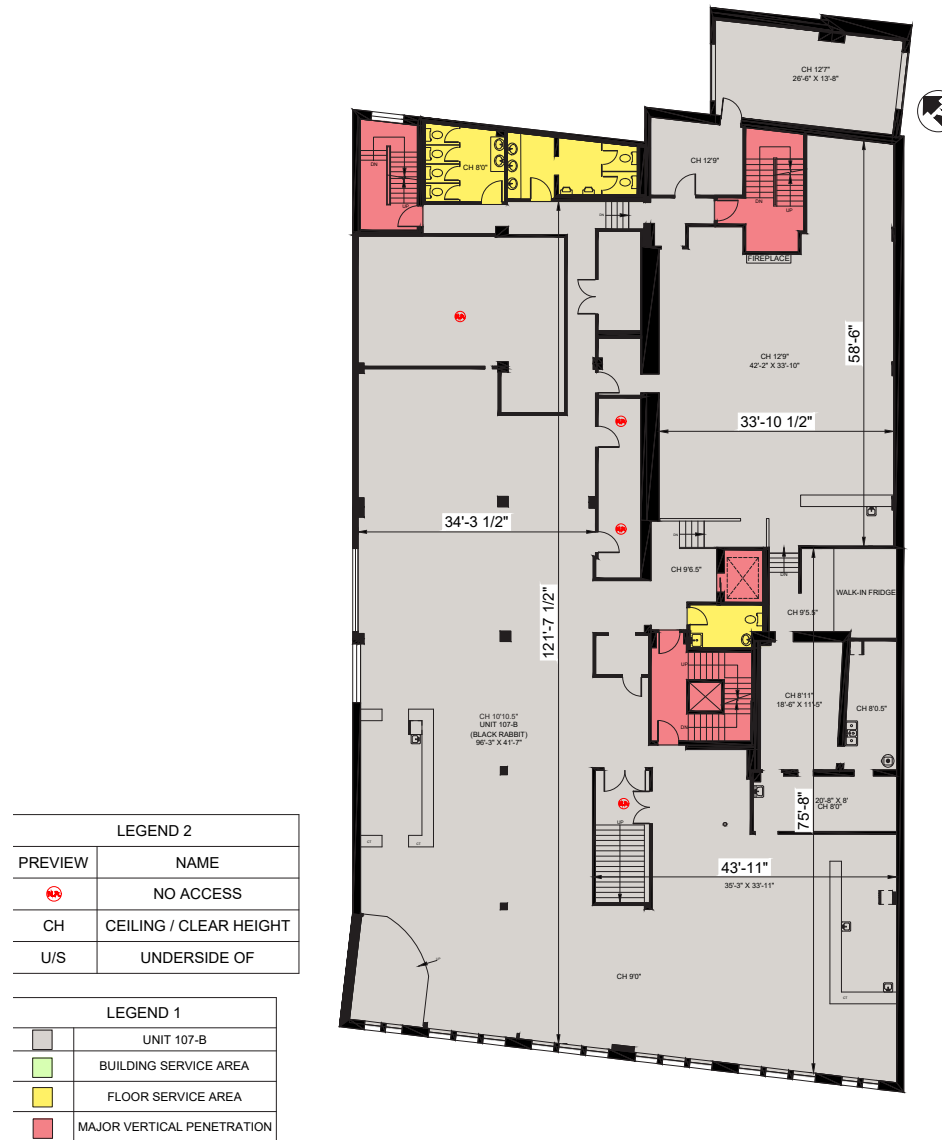 CH 12'7"
26'-6" X 13'-8"
DN
UP
CH 8'0"
CH 12'9"
DN
UP
FIREPLACE
N.A.
CH 12'9"
42'-2" X 33'-10"
58'-6"
33'-10 1/2"
N.A.
34'-3 1/2"
N.A.
CH 9'6.5"
DN
WALK-IN FRIDGE
CH 9'5.5"
121'-7 1/2"
UP
CH 8'11"
18'-6" X 11'-5"
CH 8'0.5"
CH 10'10.5"
UNIT 107-B
(BLACK RABBIT)
96'-3" X 41'-7"
DN
N.A.
UP
20'-8" X 8'
CH 8'0"
75'-8"
CT
CT
43'-11"
35'-3" X 33'-11"
CH 9'0"
CT
LEGEND 2
PREVIEW NAME
N.A. NO ACCESS
CH CEILING / CLEAR HEIGHT
U/S UNDERSIDE OF
LEGEND 1
UNIT 107-B
BUILDING SERVICE AREA
FLOOR SERVICE AREA
MAJOR VERTICAL PENETRATION